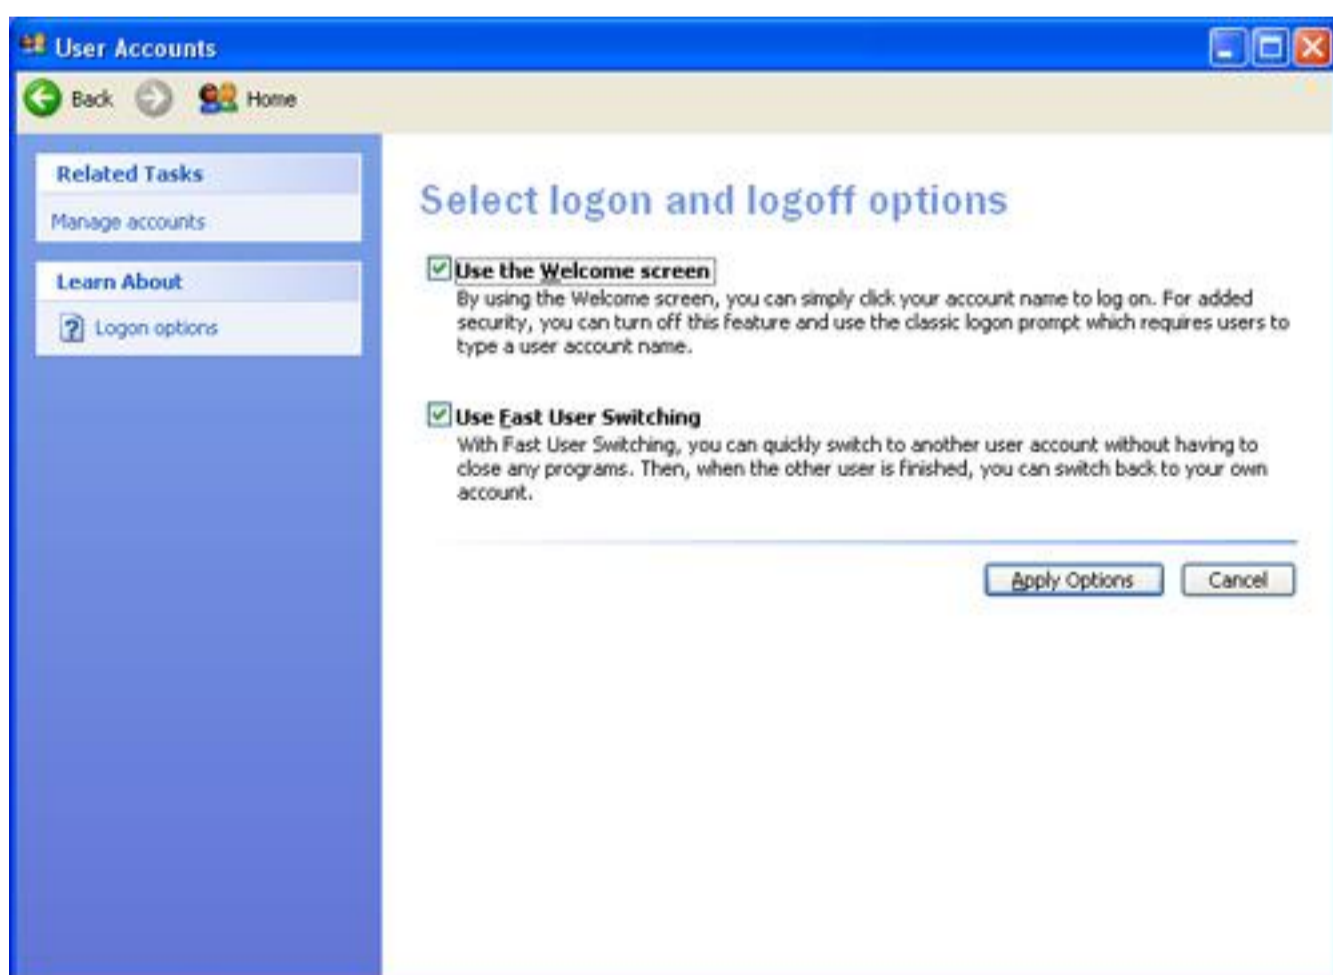 User Accounts
Back
Home
Related Tasks
Manage accounts
Learn About
Logon options
Select logon and logoff options
Use the Welcome screen
By using the Welcome screen, you can simply click your account name to log on. For added
security, you can turn off this feature and use the classic logon prompt which requires users to
type a user account name.
Use Fast User Switching
With Fast User Switching, you can quickly switch to another user account without having to
close any programs. Then, when the other user is finished, you can switch back to your own
account.
Apply Options
Cancel